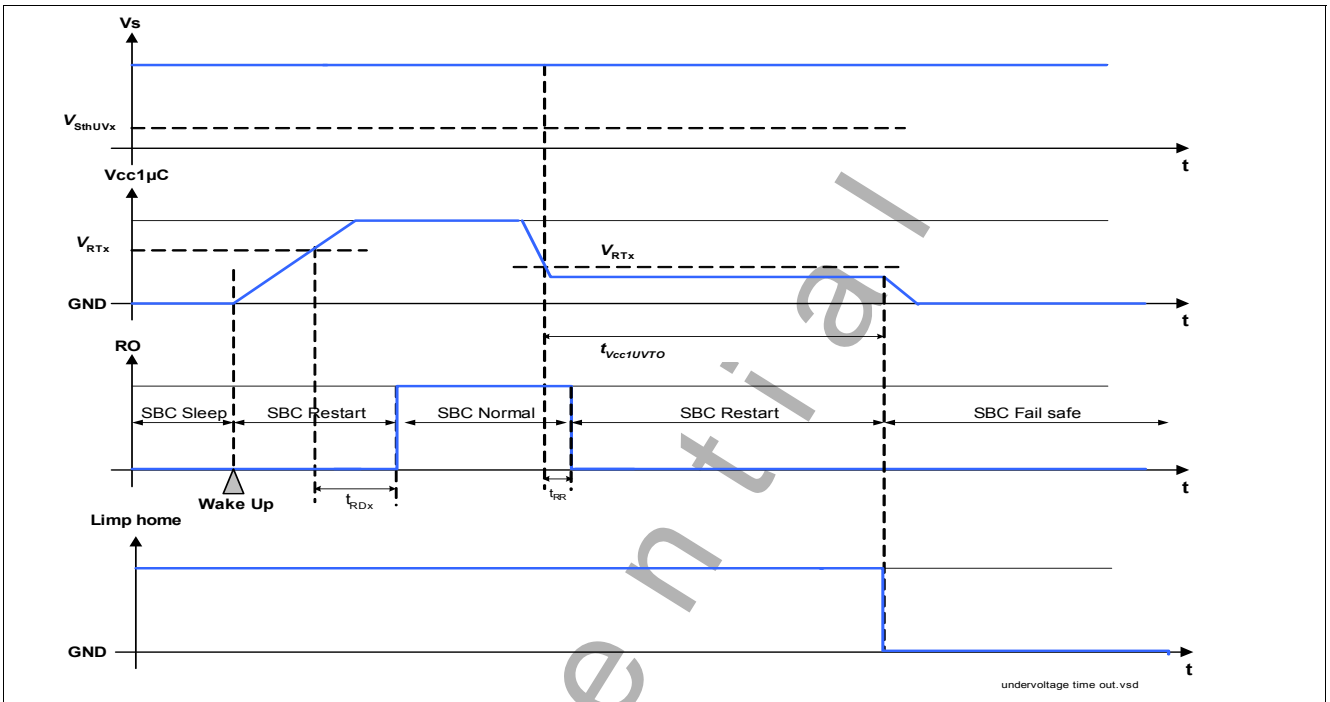 Vs
VSthUVx
t
Vcc1µC
VRTx
VRTx
GND
t
tVcc1UVTO
RO
SBC Sleep
SBC Restart
SBC Normal
SBC Restart
SBC Fail safe
t
Wake Up
tRDx
tRR
Limp home
GND
t
undervoltage time out.vsd
e n t i a l